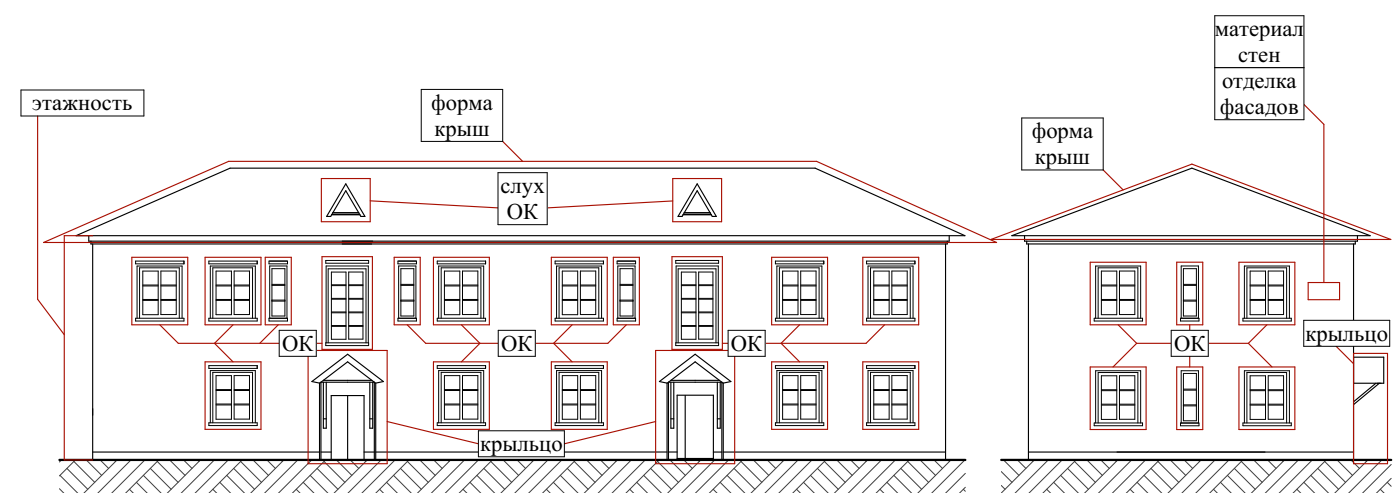 этажность
форма
крыш
слух
ОК
ОК
ОК
ОК
крыльцо
материал
стен
отделка
фасадов
форма
крыш
ОК
крыльцо